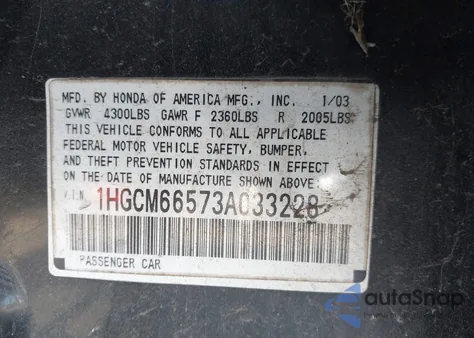 MFD. BY HONDA OF AMERICA MFG., INC. 1/03
GVWR 4300LBS GAWR F 2360LBS R 2005LBS
THIS VEHICLE CONFORMS TO ALL APPLICABLE
FEDERAL MOTOR VEHICLE SAFETY, BUMPER,
AND THEFT PREVENTION STANDARDS IN EFFECT
ON THE DATE OF MANUFACTURE SHOWN ABOVE.
V.I.N. 1HGCM66573A033228
PASSENGER CAR
autoSnap